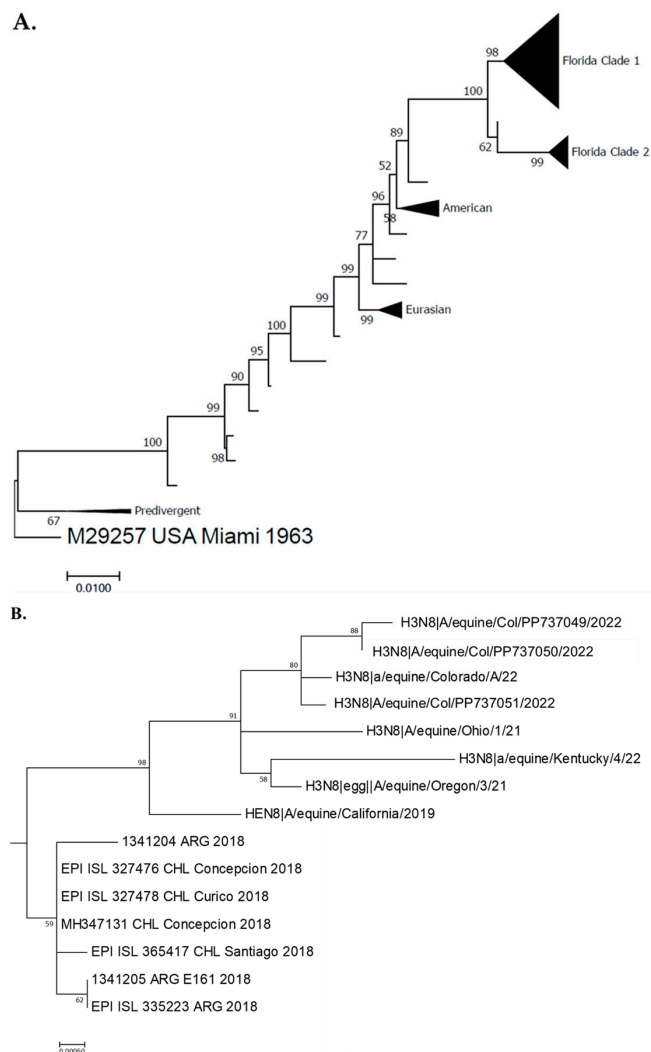 A.
98
Florida Clade 1
100
89
62
99
Florida Clade 2
52
96
American
58
77
99
99
Eurasian
99
100
95
90
99
98
100
Predivergent
67
M29257 USA Miami 1963
0.0100
B.
H3N8|A/equine/Col/PP737049/2022
88
H3N8|A/equine/Col/PP737050/2022
80
H3N8|a/equine/Colorado/A/22
H3N8|A/equine/Col/PP737051/2022
91
H3N8|A/equine/Ohio/1/21
H3N8|a/equine/Kentucky/4/22
58
H3N8|egg||A/equine/Oregon/3/21
98
HEN8|A/equine/California/2019
1341204 ARG 2018
EPI ISL 327476 CHL Concepcion 2018
EPI ISL 327478 CHL Curico 2018
59
MH347131 CHL Concepcion 2018
EPI ISL 365417 CHL Santiago 2018
1341205 ARG E161 2018
62
EPI ISL 335223 ARG 2018
0.00050